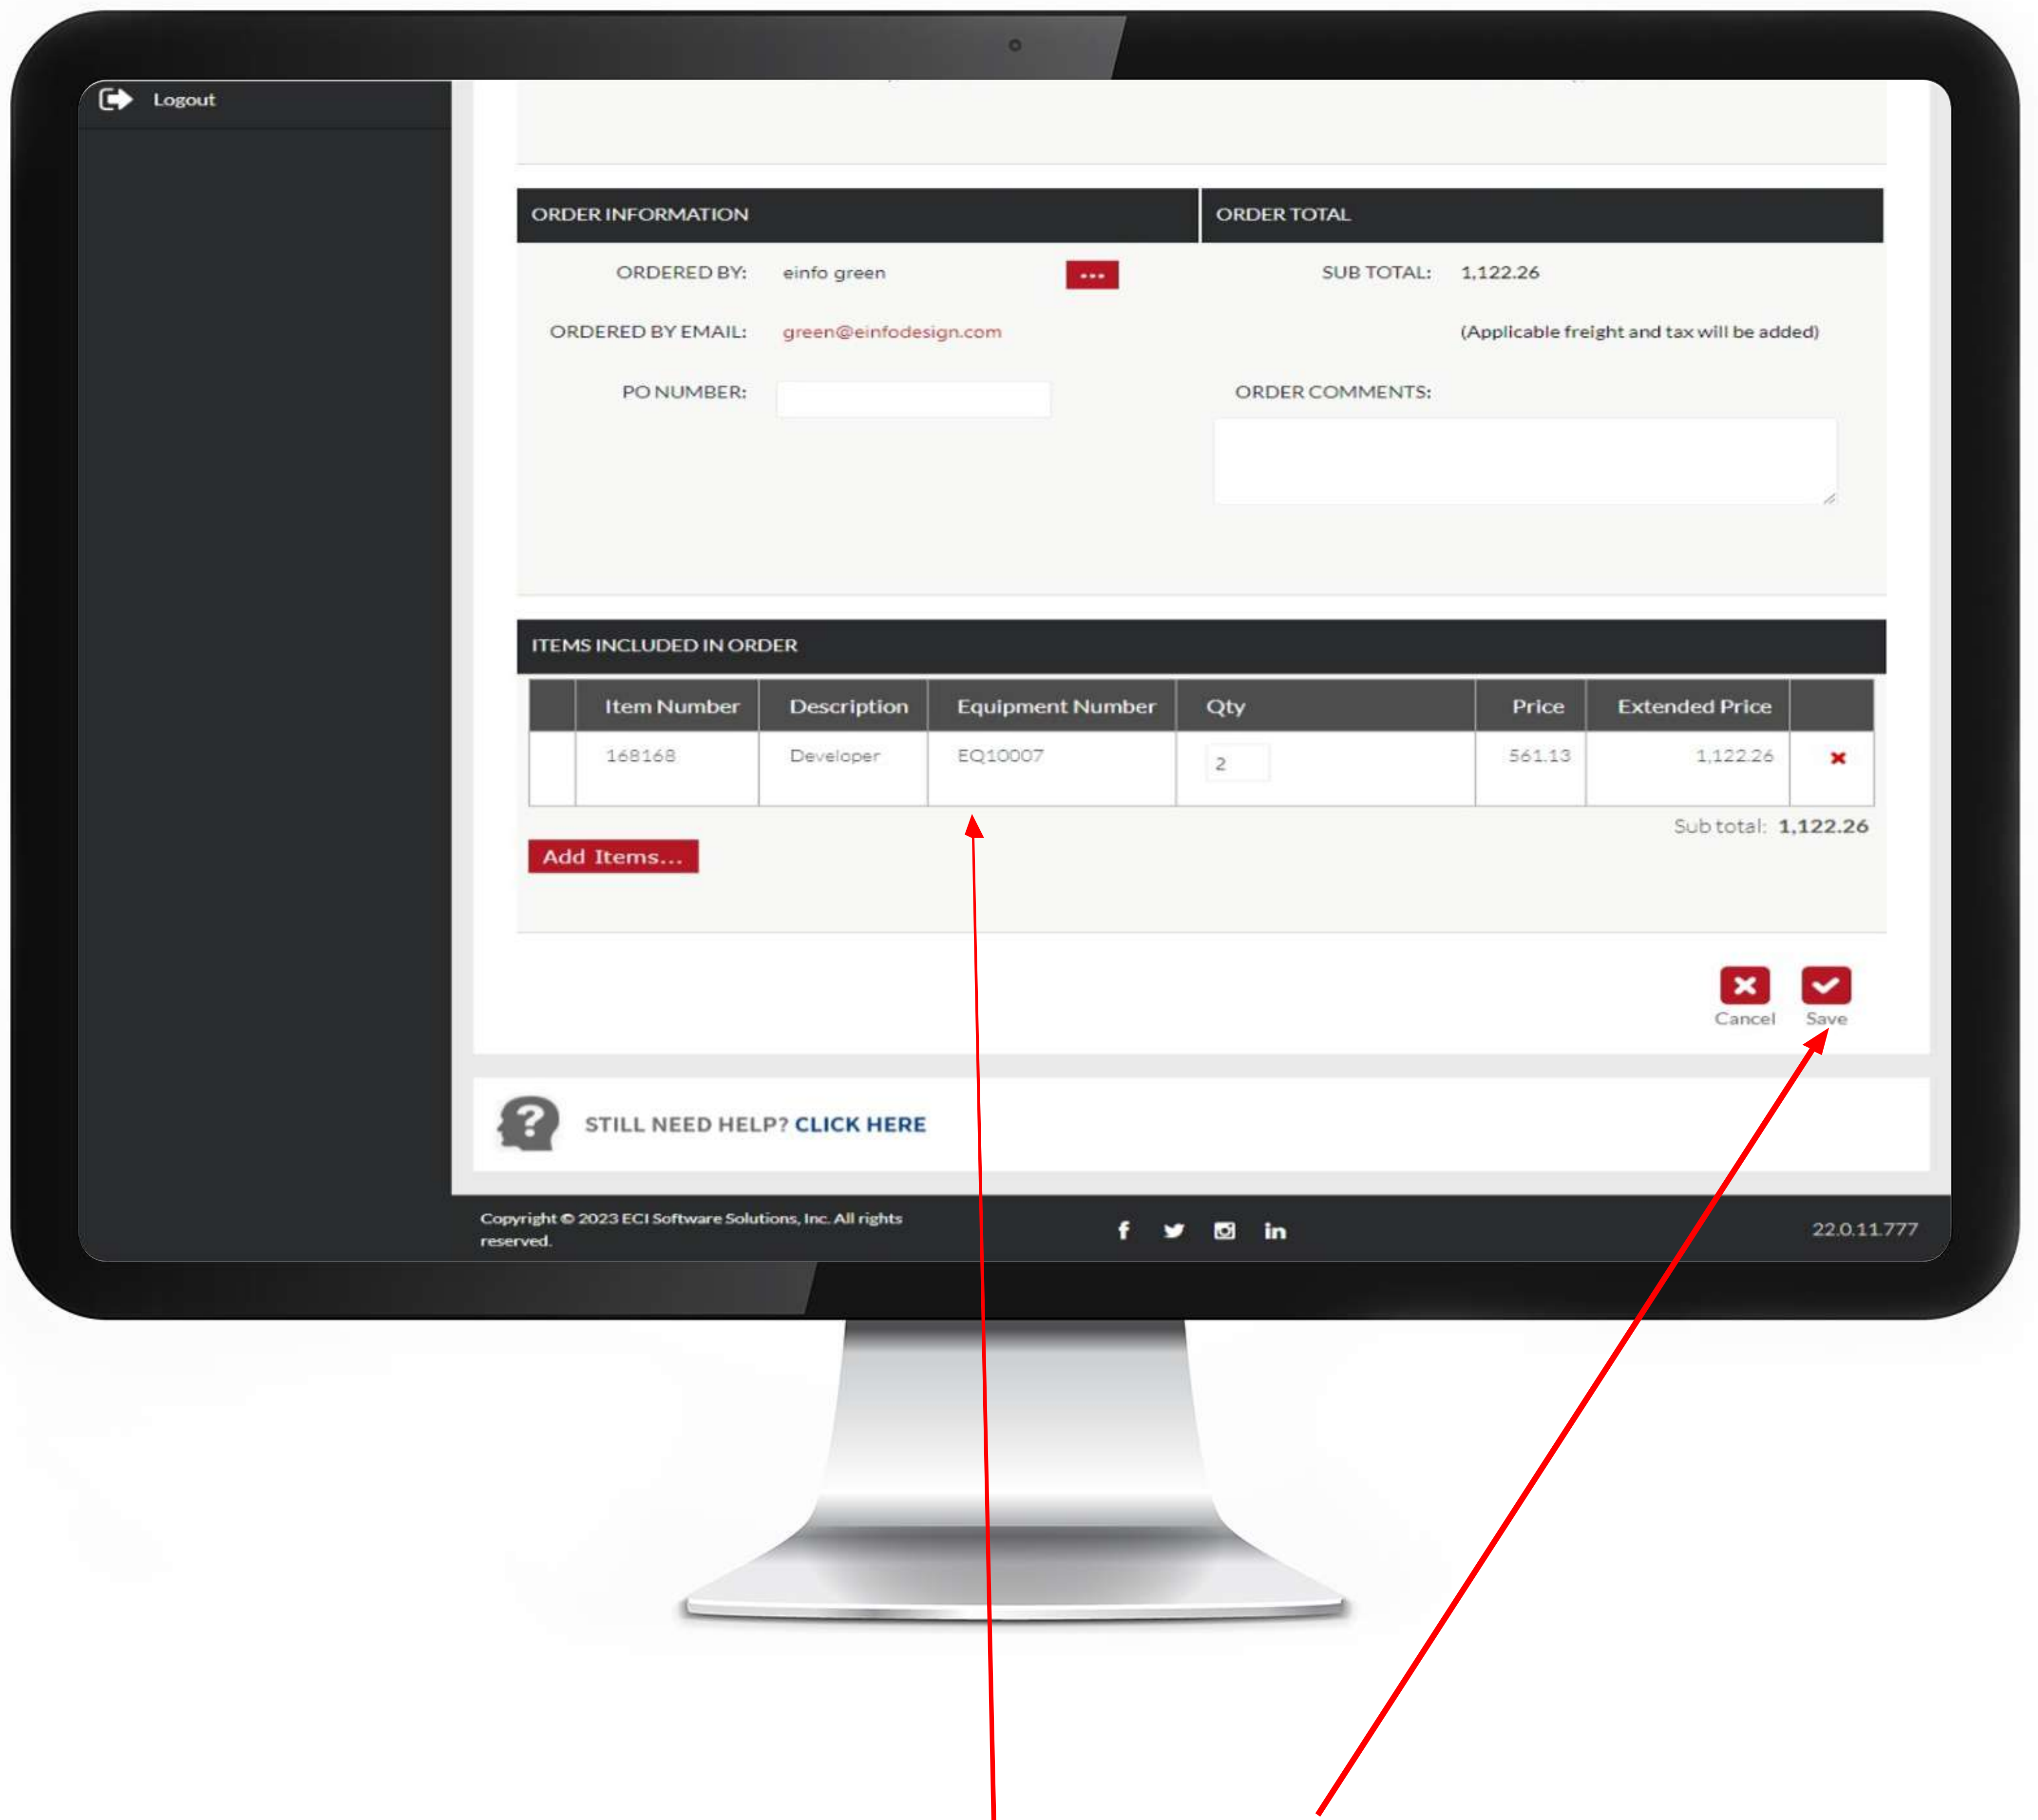 Logout
ORDER INFORMATION
ORDER TOTAL
ORDERED BY: einfo green
SUB TOTAL: 1,122.26
ORDERED BY EMAIL: green@einfodesign.com
(Applicable freight and tax will be added)
PO NUMBER:
ORDER COMMENTS:
ITEMS INCLUDED IN ORDER
Item Number Description Equipment Number Qty Price Extended Price
168168 Developer EQ10007 2 561.13 1,122.26
Sub total: 1,122.26
Add Items...
Cancel Save
STILL NEED HELP? CLICK HERE
Copyright © 2023 ECI Software Solutions, Inc. All rights
reserved.
22.0.11.777